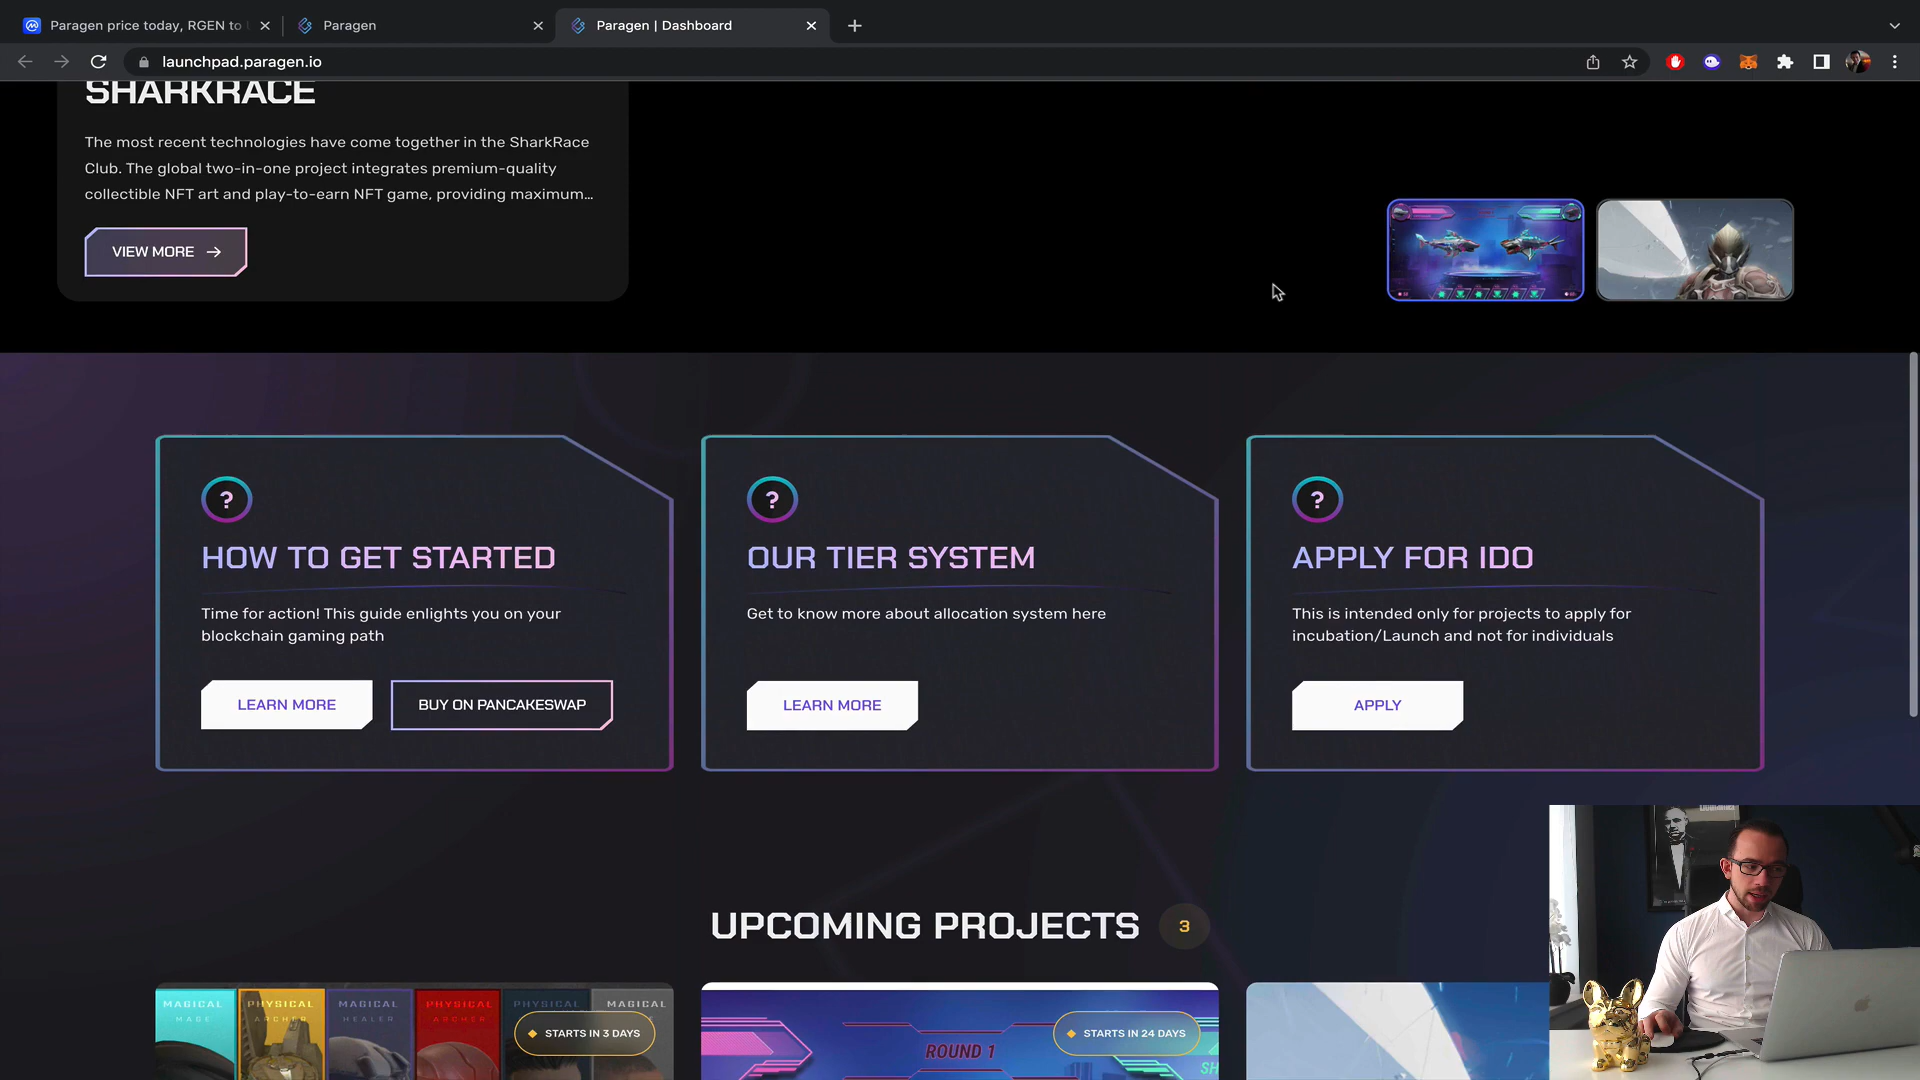 Paragen price today, RGEN to
Paragen
Paragen | Dashboard
launchpad.paragen.io
SHARKRACE
The most recent technologies have come together in the SharkRace
Club. The global two-in-one project integrates premium-quality
collectible NFT art and play-to-earn NFT game, providing maximum...
VIEW MORE →
?
HOW TO GET STARTED
Time for action! This guide enlights you on your
blockchain gaming path
LEARN MORE
BUY ON PANCAKESWAP
?
OUR TIER SYSTEM
Get to know more about allocation system here
LEARN MORE
?
APPLY FOR IDO
This is intended only for projects to apply for
incubation/Launch and not for individuals
APPLY
UPCOMING PROJECTS 3
MAGICAL
MAGE
PHYSICAL
ARCHER
MAGICAL
HEALER
PHYSICAL
ARCHER
PHYSICAL
MAGICAL
STARTS IN 3 DAYS
ROUND 1
STARTS IN 24 DAYS
SH